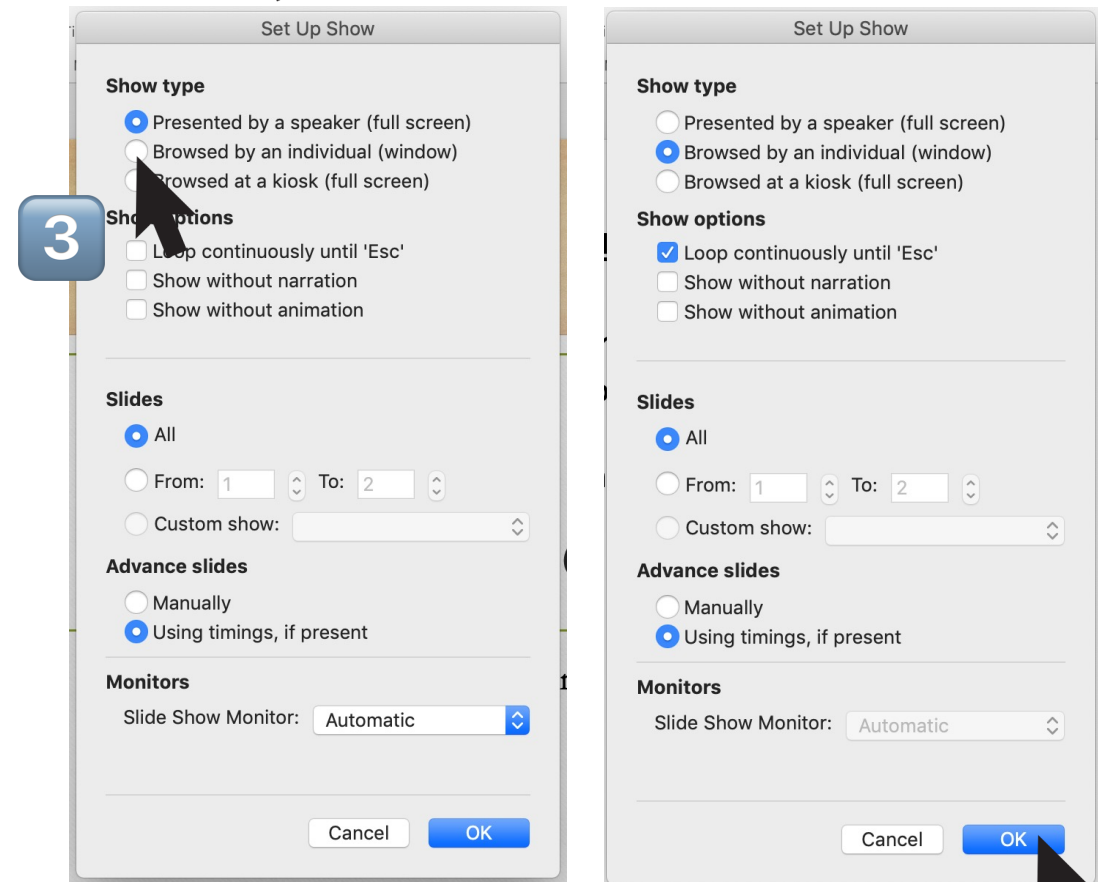 Set Up Show
Show type
Presented by a speaker (full screen)
Browsed by an individual (window)
Browsed at a kiosk (full screen)
3
Show options
Loop continuously until 'Esc'
Show without narration
Show without animation
Slides
All
From: 1 To: 2
Custom show:
Advance slides
Manually
Using timings, if present
Monitors
Slide Show Monitor: Automatic
Cancel OK
Set Up Show
Show type
Presented by a speaker (full screen)
Browsed by an individual (window)
Browsed at a kiosk (full screen)
Show options
Loop continuously until 'Esc'
Show without narration
Show without animation
Slides
All
From: 1 To: 2
Custom show:
Advance slides
Manually
Using timings, if present
Monitors
Slide Show Monitor: Automatic
Cancel OK